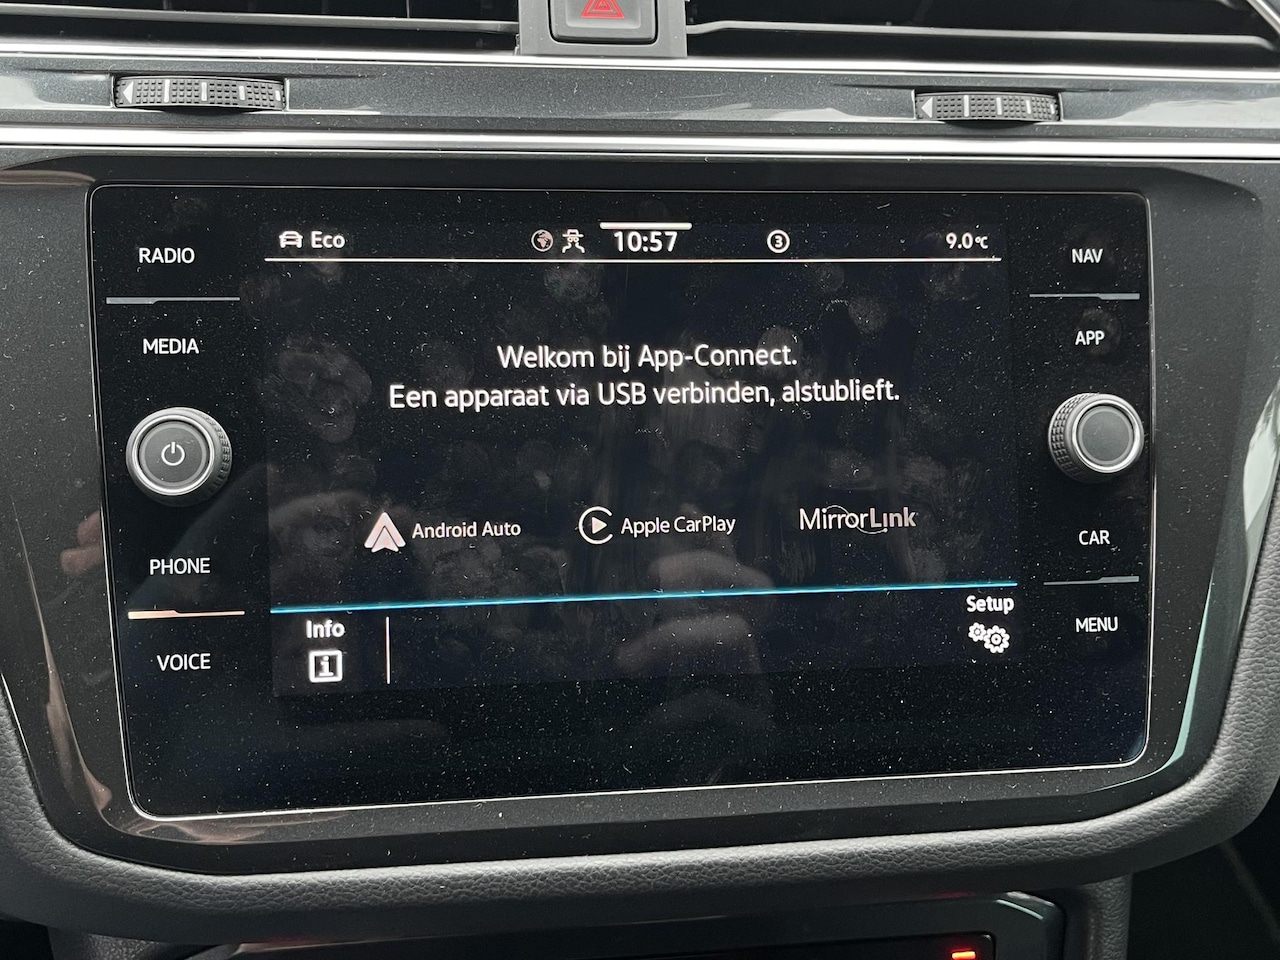 RADIO
Eco
10:57
3
9.0°C
NAV
MEDIA
APP
Welkom bij App-Connect.
Een apparaat via USB verbinden, alstublieft.
Android Auto
Apple CarPlay
MirrorLink
PHONE
CAR
Info
Setup
VOICE
MENU